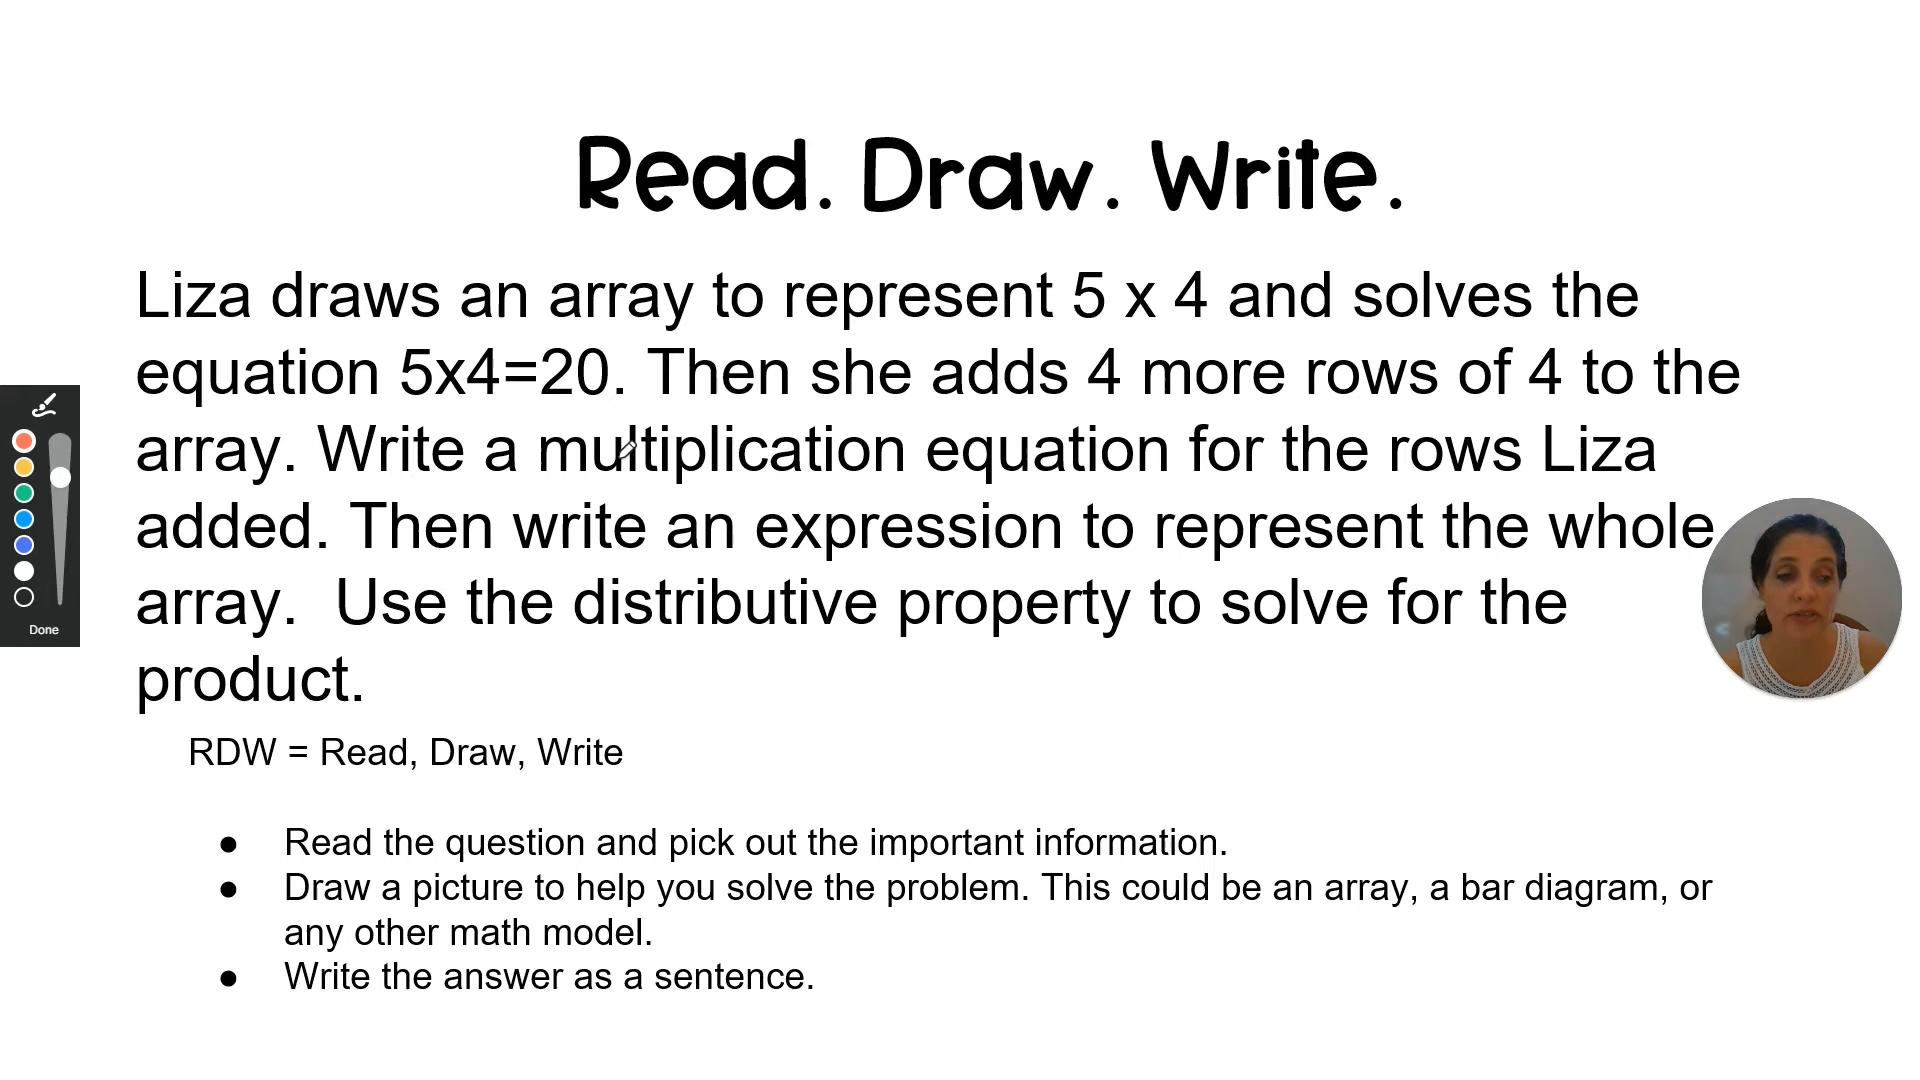 Read. Draw. Write.
Liza draws an array to represent 5 x 4 and solves the
equation 5x4=20. Then she adds 4 more rows of 4 to the
array. Write a multiplication equation for the rows Liza
added. Then write an expression to represent the whole
array.  Use the distributive property to solve for the
product.
Done
RDW = Read, Draw, Write
● Read the question and pick out the important information.
● Draw a picture to help you solve the problem. This could be an array, a bar diagram, or
any other math model.
● Write the answer as a sentence.